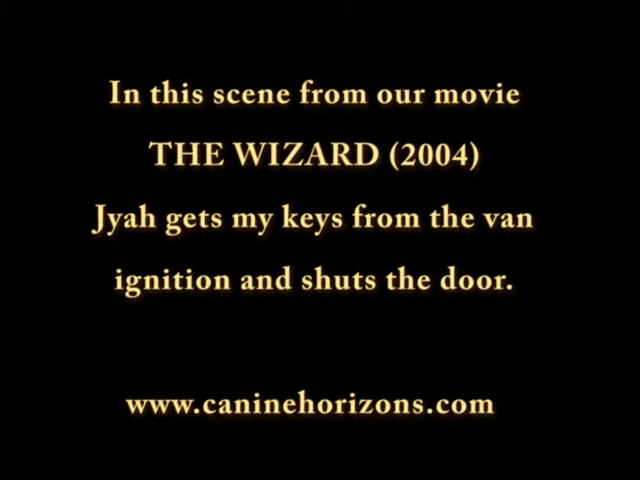 In this scene from our movie
THE WIZARD (2004)
Jyah gets my keys from the van
ignition and shuts the door.
www.caninehorizons.com